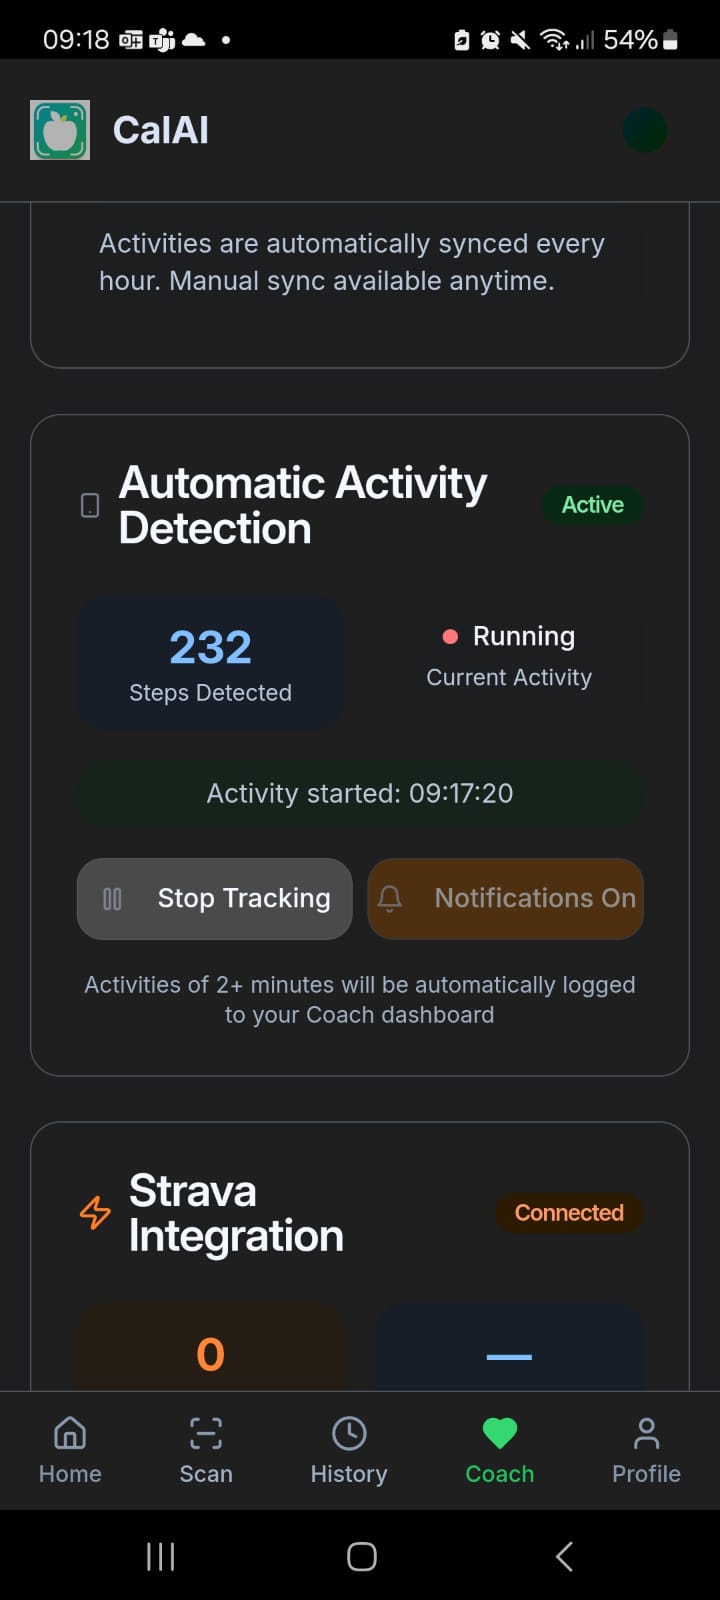 09:18
54%
CalAI
Activities are automatically synced every
hour. Manual sync available anytime.
Automatic Activity
Detection
Active
232
Steps Detected
Running
Current Activity
Activity started: 09:17:20
Stop Tracking
Notifications On
Activities of 2+ minutes will be automatically logged
to your Coach dashboard
Strava
Integration
Connected
0
—
Home
Scan
History
Coach
Profile